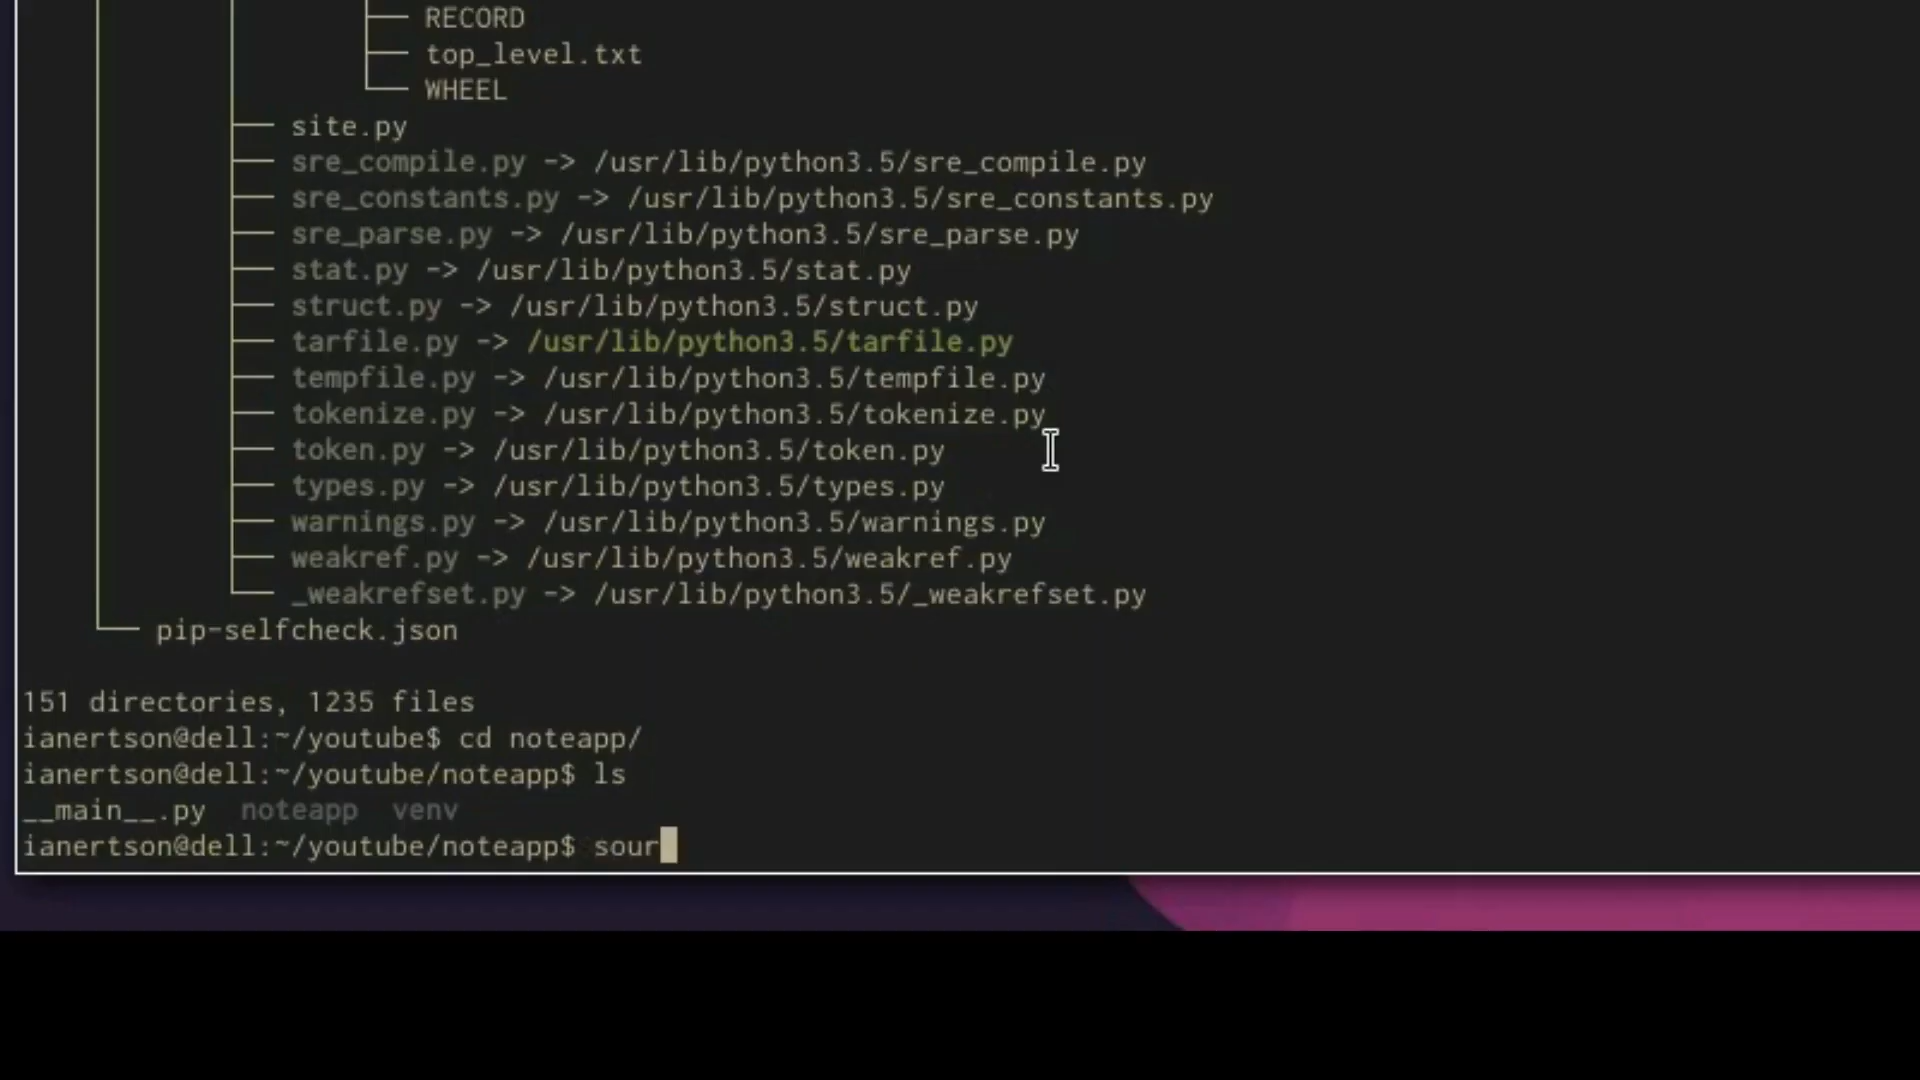 ├── RECORD
├── top_level.txt
└── WHEEL
├── site.py
├── sre_compile.py -> /usr/lib/python3.5/sre_compile.py
├── sre_constants.py -> /usr/lib/python3.5/sre_constants.py
├── sre_parse.py -> /usr/lib/python3.5/sre_parse.py
├── stat.py -> /usr/lib/python3.5/stat.py
├── struct.py -> /usr/lib/python3.5/struct.py
├── tarfile.py -> /usr/lib/python3.5/tarfile.py
├── tempfile.py -> /usr/lib/python3.5/tempfile.py
├── tokenize.py -> /usr/lib/python3.5/tokenize.py
├── token.py -> /usr/lib/python3.5/token.py
├── types.py -> /usr/lib/python3.5/types.py
├── warnings.py -> /usr/lib/python3.5/warnings.py
├── weakref.py -> /usr/lib/python3.5/weakref.py
└── _weakrefset.py -> /usr/lib/python3.5/_weakrefset.py
└── pip-selfcheck.json
151 directories, 1235 files
ianertson@dell:~/youtube$ cd noteapp/
ianertson@dell:~/youtube/noteapp$ ls
__main__.py noteapp venv
ianertson@dell:~/youtube/noteapp$ sour